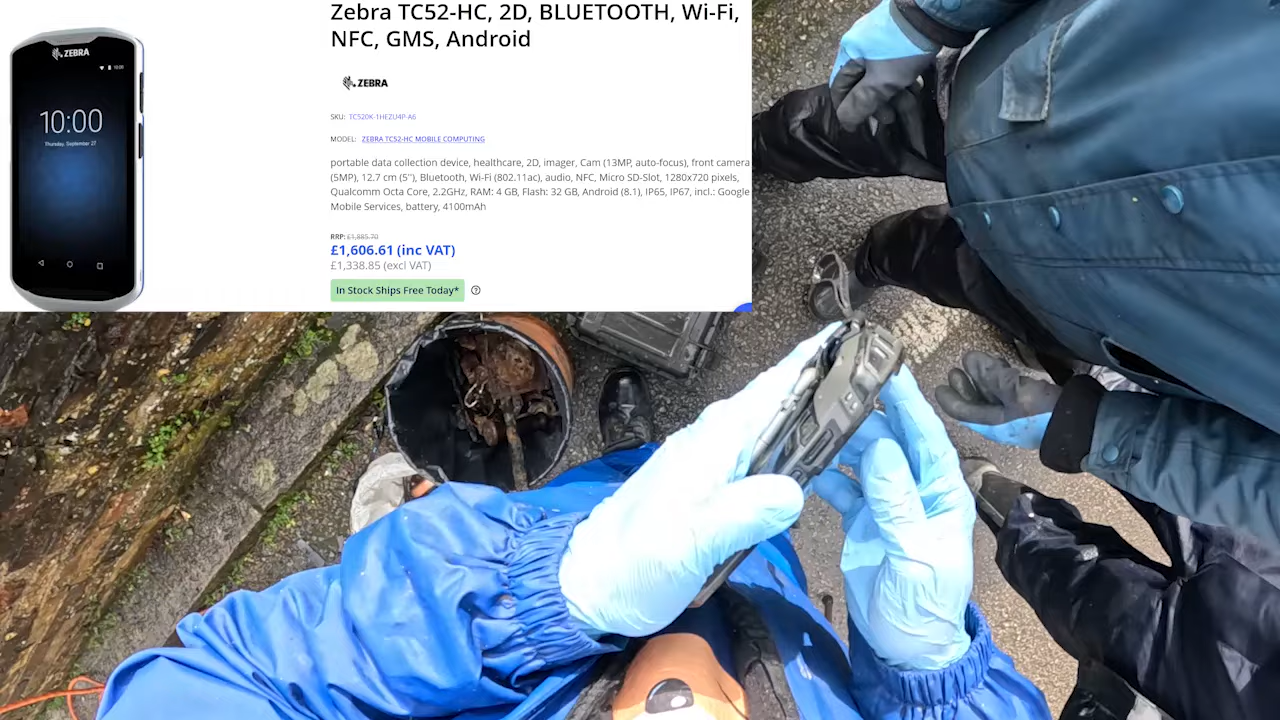 Zebra TC52-HC, 2D, BLUETOOTH, Wi-Fi,
NFC, GMS, Android
ZEBRA
ZEBRA
10:00
10:00
Thursday, September 27
SKU: TC520K-1HEZU4P-A6
MODEL: ZEBRA TC52-HC MOBILE COMPUTING
portable data collection device, healthcare, 2D, imager, Cam (13MP, auto-focus), front camera
(5MP), 12.7 cm (5''), Bluetooth, Wi-Fi (802.11ac), audio, NFC, Micro SD-Slot, 1280x720 pixels,
Qualcomm Octa Core, 2.2GHz, RAM: 4 GB, Flash: 32 GB, Android (8.1), IP65, IP67, incl.: Google
Mobile Services, battery, 4100mAh
RRP: £1,885.70
£1,606.61 (inc VAT)
£1,338.85 (excl VAT)
In Stock Ships Free Today* ?